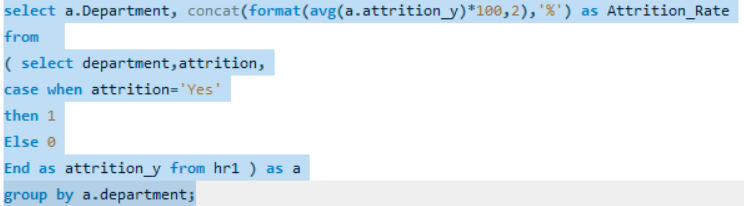 select a.Department, concat(format(avg(a.attrition_y)*100,2),'%') as Attrition_Rate
from
( select department,attrition,
case when attrition='Yes'
then 1
Else 0
End as attrition_y from hr1 ) as a
group by a.department;